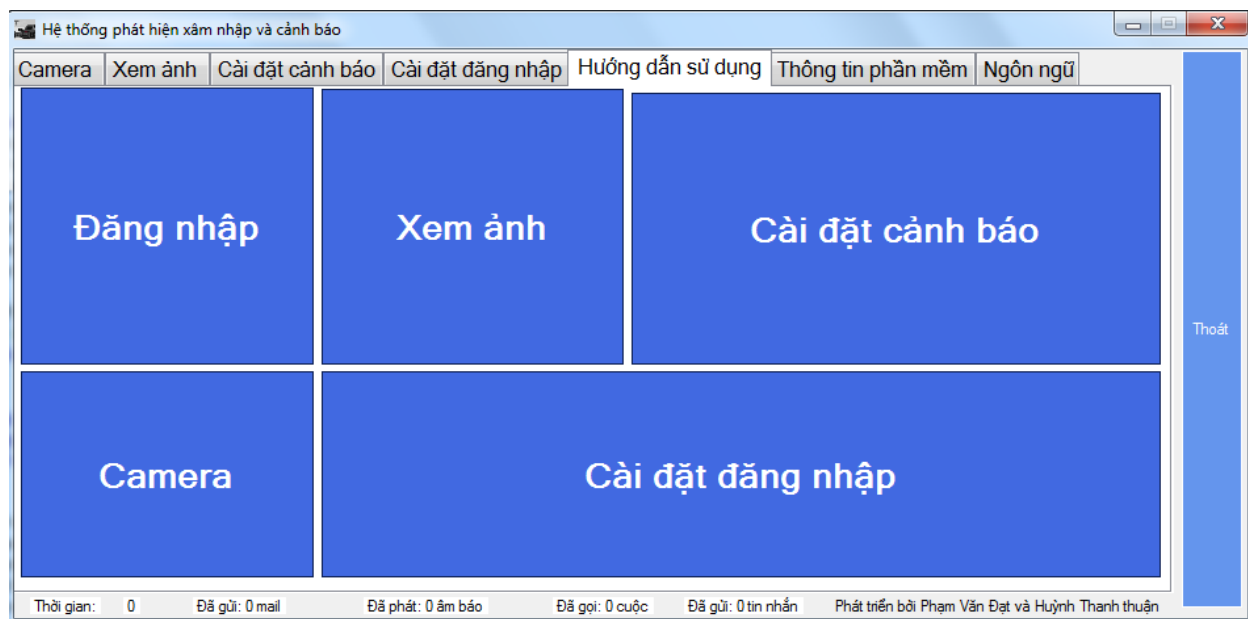 Hệ thống phát hiện xâm nhập và cảnh báo
Camera Xem ảnh Cài đặt cảnh báo Cài đặt đăng nhập Hướng dẫn sử dụng Thông tin phần mềm Ngôn ngữ
Đăng nhập Xem ảnh Cài đặt cảnh báo
Thoát
Camera Cài đặt đăng nhập
Thời gian: 0 Đã gửi: 0 mail Đã phát: 0 âm báo Đã gọi: 0 cuộc Đã gửi: 0 tin nhắn Phát triển bởi Phạm Văn Đạt và Huỳnh Thanh thuận